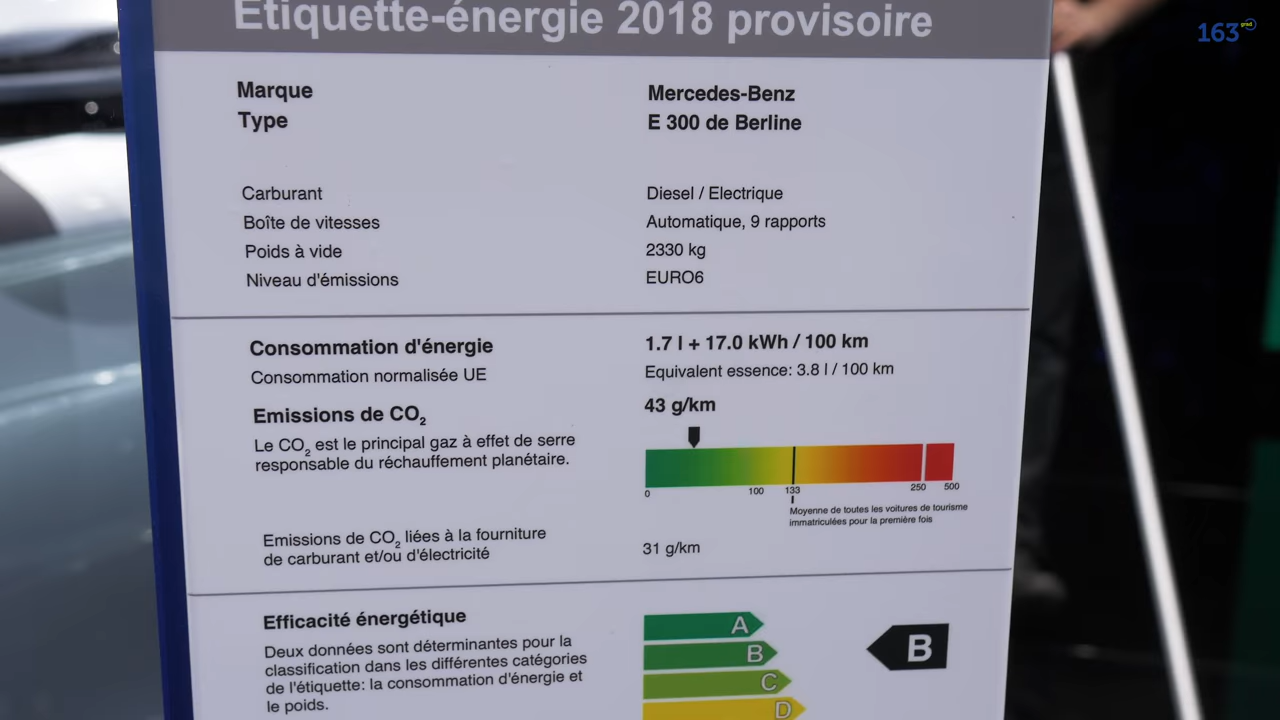 163 grad
Etiquette-énergie 2018 provisoire
Marque Mercedes-Benz
Type E 300 de Berline
Carburant Diesel / Electrique
Boîte de vitesses Automatique, 9 rapports
Poids à vide 2330 kg
Niveau d'émissions EURO6
Consommation d'énergie 1.7 l + 17.0 kWh / 100 km
Consommation normalisée UE Equivalent essence: 3.8 l / 100 km
Emissions de CO₂ 43 g/km
Le CO₂ est le principal gaz à effet de serre
responsable du réchauffement planétaire.
0 100 133 250 500
Moyenne de toutes les voitures de tourisme
immatriculées pour la première fois
Emissions de CO₂ liées à la fourniture
de carburant et/ou d'électricité 31 g/km
Efficacité énergétique
Deux données sont déterminantes pour la
classification dans les différentes catégories
de l'étiquette: la consommation d'énergie et
le poids.
A
B
C
D
B